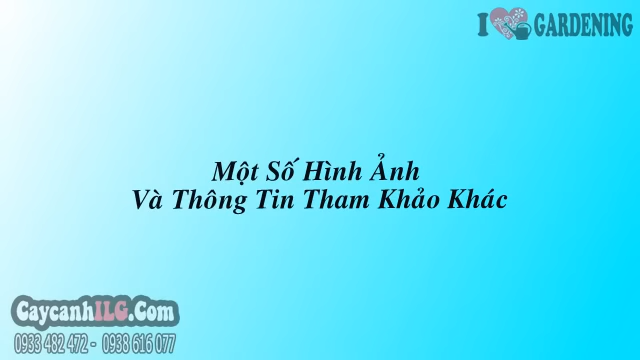 I GARDENING
Một Số Hình Ảnh
Và Thông Tin Tham Khảo Khác
CaycanhILG.Com
0933 482 472 - 0938 616 077